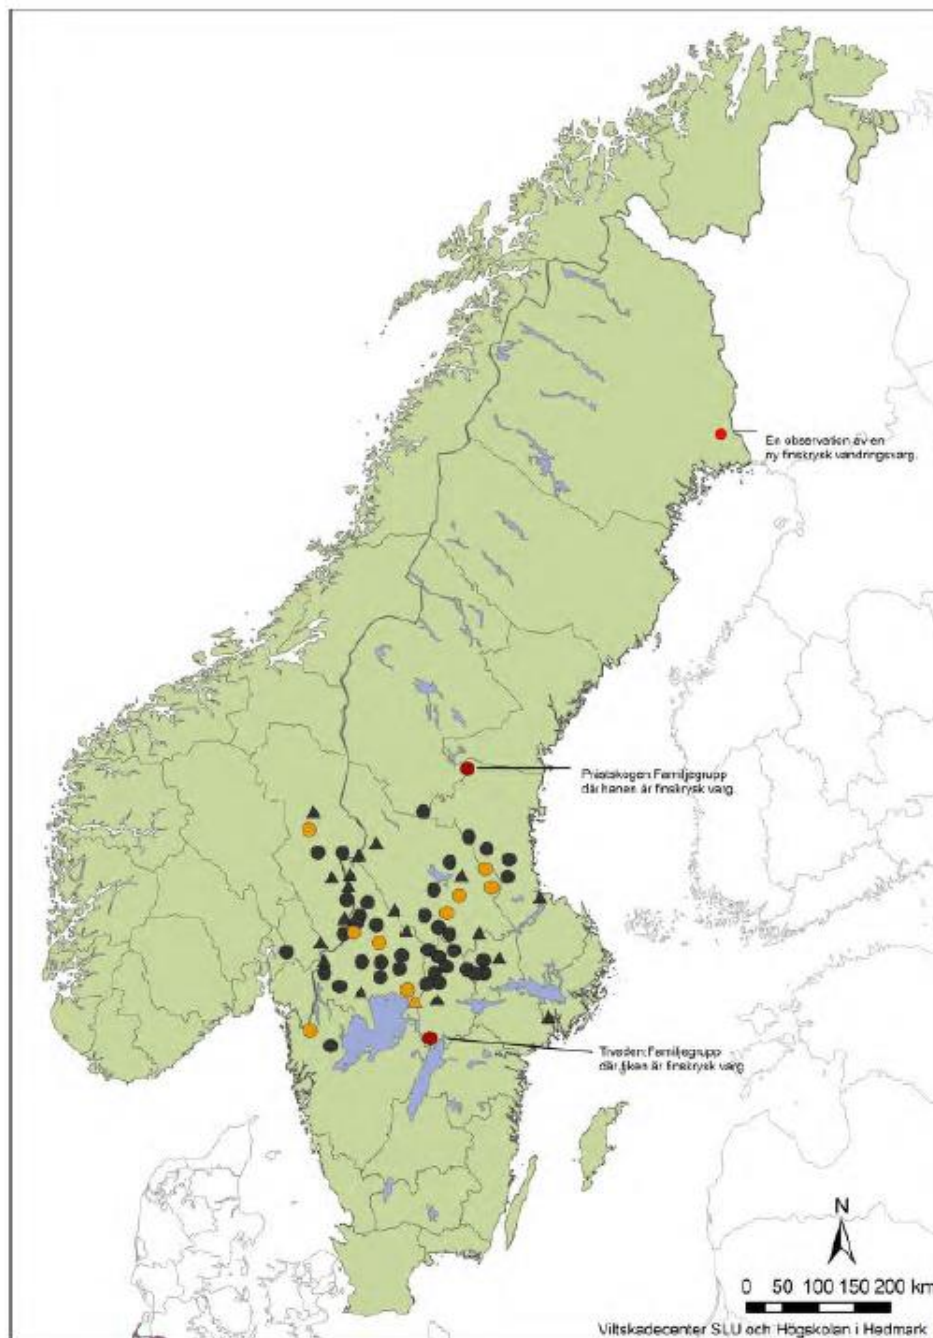 En observation av en
ny finskrysk vandringsvarg.
Prästskogen:Familjegrupp
där hanen är finskrysk varg.
Tiveden:Familjegrupp
där tiken är finskrysk varg
N
0 50 100 150 200 km
Viltskadecenter SLU och Högskolan i Hedmark